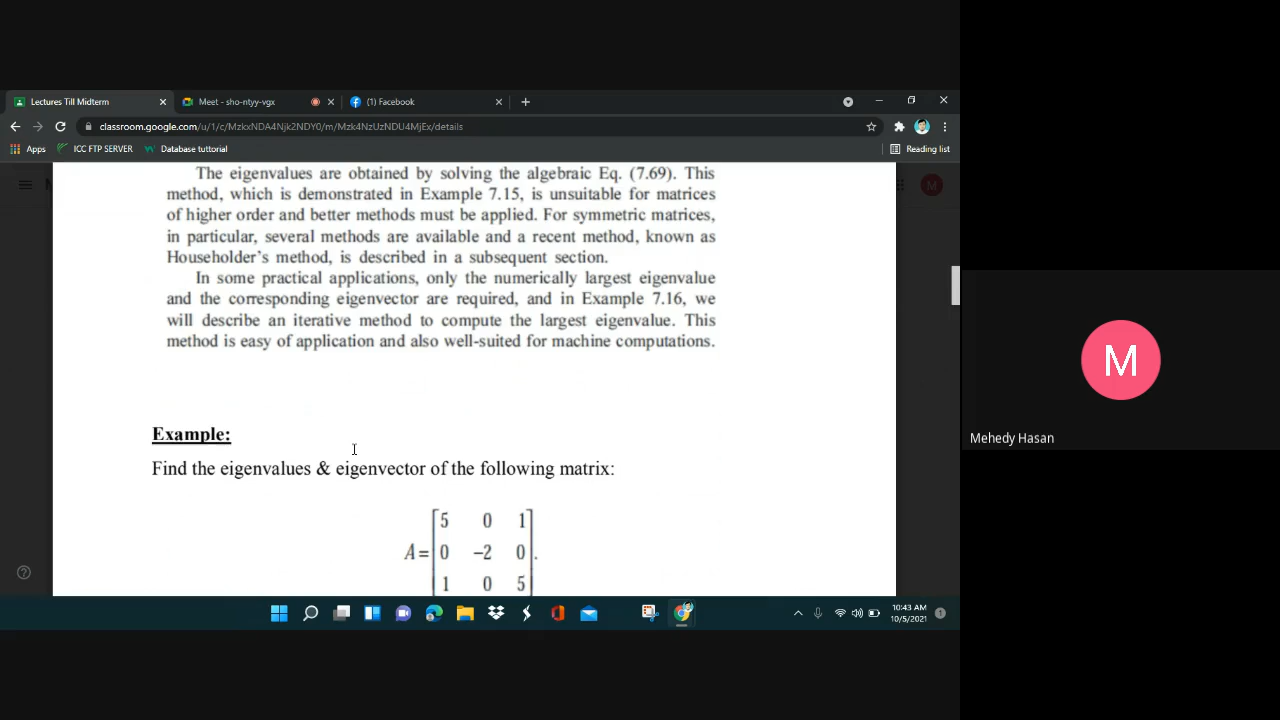 Lectures Till Midterm
Meet - sho-ntyy-vgx
(1) Facebook
classroom.google.com/u/1/c/MzkxNDA4Njk2NDY0/m/Mzk4NzUzNDU4MjEx/details
Apps
ICC FTP SERVER
Database tuttorial
Reading list
The eigenvalues are obtained by solving the algebraic Eq. (7.69). This
method, which is demonstrated in Example 7.15, is unsuitable for matrices
of higher order and better methods must be applied. For symmetric matrices,
in particular, several methods are available and a recent method, known as
Householder's method, is described in a subsequent section.
In some practical applications, only the numerically largest eigenvalue
and the corresponding eigenvector are required, and in Example 7.16, we
will describe an iterative method to compute the largest eigenvalue. This
method is easy of application and also well-suited for machine computations.
Example:
Find the eigenvalues & eigenvector of the following matrix:
5 0 1
A = 0 -2 0 .
1 0 5
M
M
Mehedy Hasan
10:43 AM
10/5/2021
1